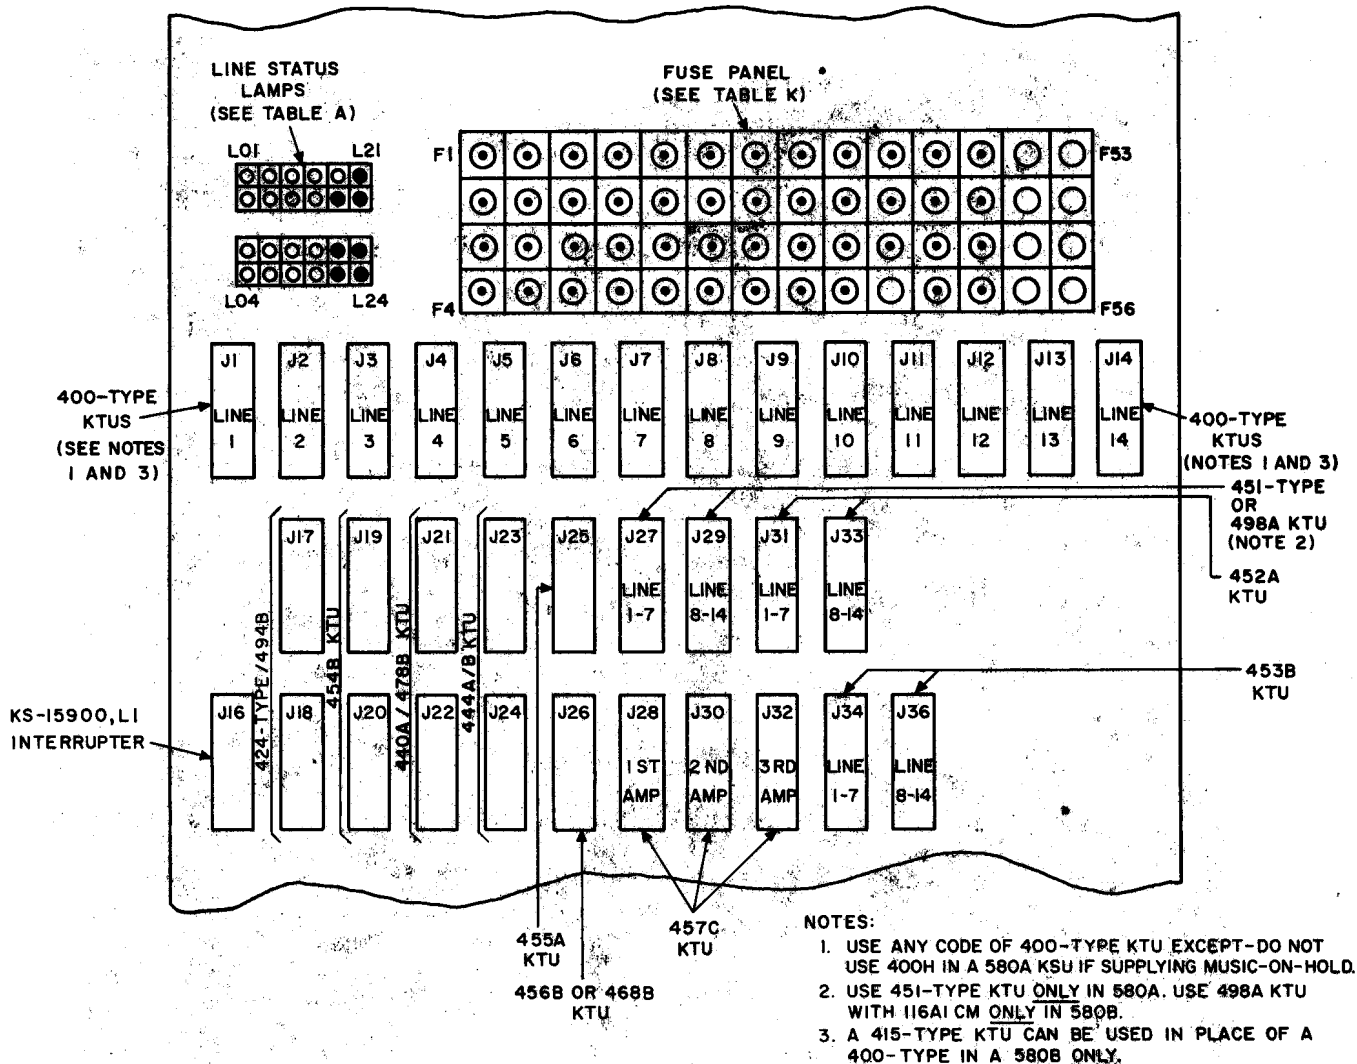 LINE STATUS
LAMPS
(SEE TABLE A)
FUSE PANEL
(SEE TABLE K)
L01 L21
L04 L24
F1 F53
F4 F56
400-TYPE
KTUS
(SEE NOTES
1 AND 3)
J1 J2 J3 J4 J5 J6 J7 J8 J9 J10 J11 J12 J13 J14
LINE LINE LINE LINE LINE LINE LINE LINE LINE LINE LINE LINE LINE LINE
1 2 3 4 5 6 7 8 9 10 11 12 13 14
400-TYPE
KTUS
(NOTES 1 AND 3)
451-TYPE
OR
498A KTU
(NOTE 2)
452A
KTU
J17 J19 J21 J23 J25 J27 J29 J31 J33
LINE LINE LINE LINE
1-7 8-14 1-7 8-14
424-TYPE/494B
454B KTU
440A/478B KTU
444A/B KTU
453B
KTU
KS-15900, L1
INTERRUPTER
J16 J18 J20 J22 J24 J26 J28 J30 J32 J34 J36
1ST 2ND 3RD LINE LINE
AMP AMP AMP 1-7 8-14
455A
KTU
456B OR 468B
KTU
457C
KTU
NOTES:
1. USE ANY CODE OF 400-TYPE KTU EXCEPT-DO NOT
USE 400H IN A 580A KSU IF SUPPLYING MUSIC-ON-HOLD.
2. USE 451-TYPE KTU ONLY IN 580A. USE 498A KTU
WITH 116A1 CM ONLY IN 580B.
3. A 415-TYPE KTU CAN BE USED IN PLACE OF A
400-TYPE IN A 580B ONLY.